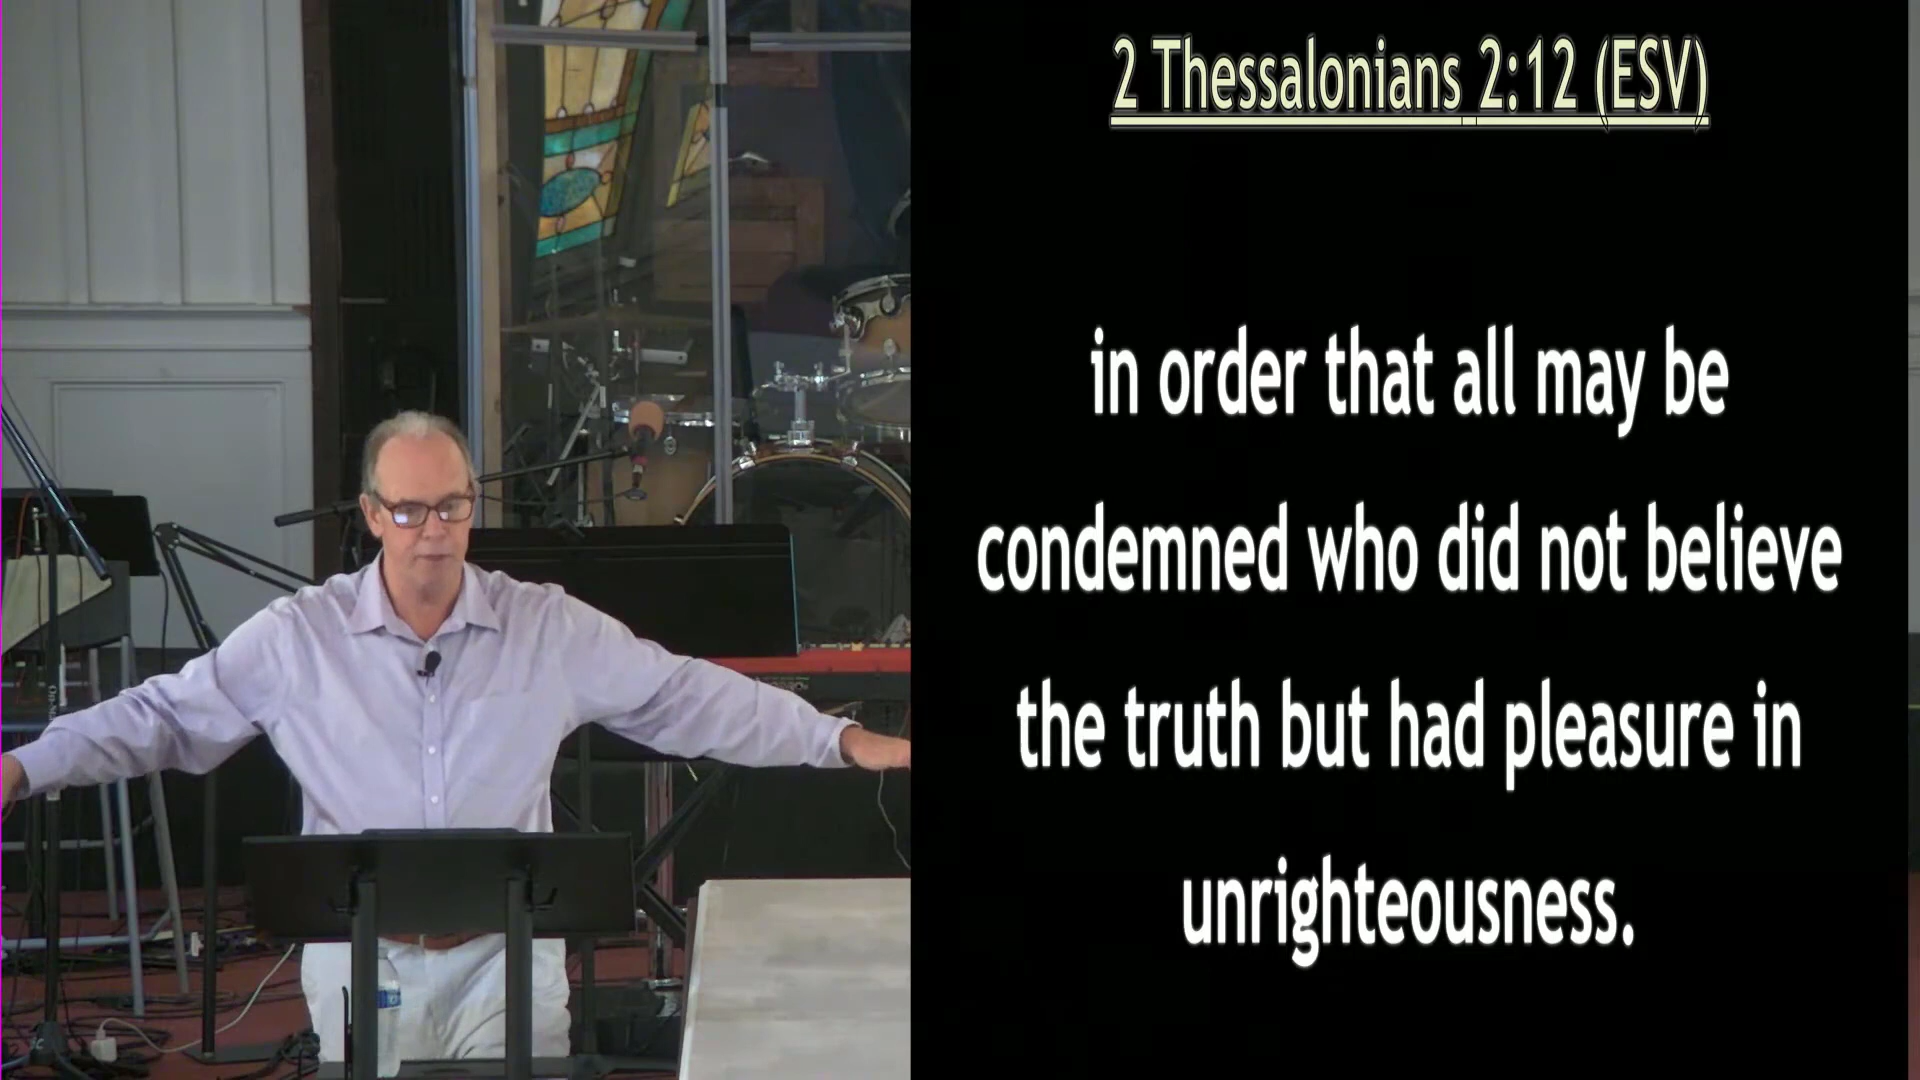 2 Thessalonians 2:12 (ESV)
in order that all may be
condemned who did not believe
the truth but had pleasure in
unrighteousness.